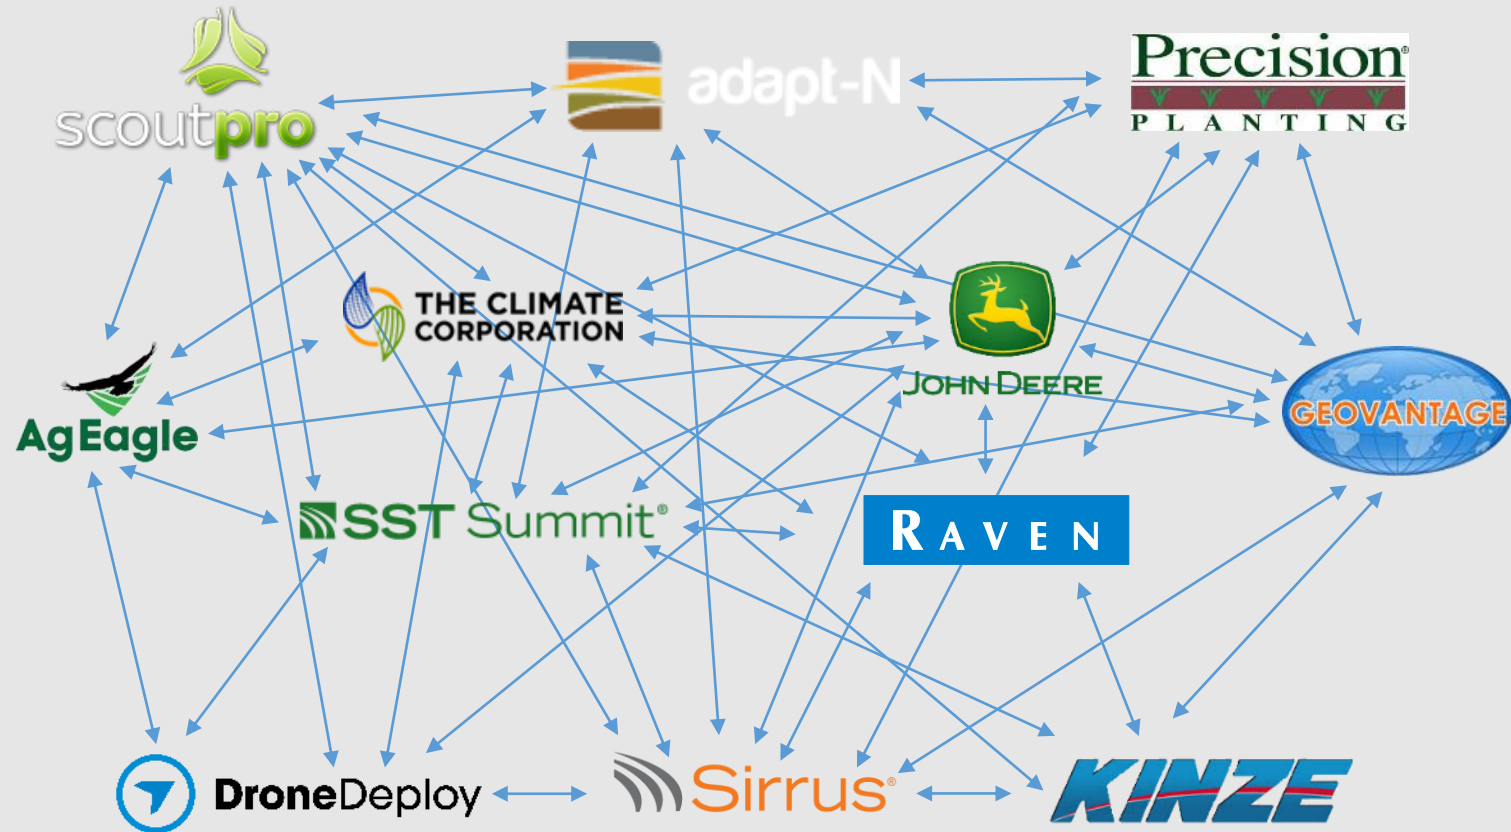 scoutpro
adapt-N
Precision®
PLANTING
THE CLIMATE
CORPORATION
JOHN DEERE
AgEagle
GEOVANTAGE
SST Summit®
RAVEN
DroneDeploy
Sirrus®
KINZE